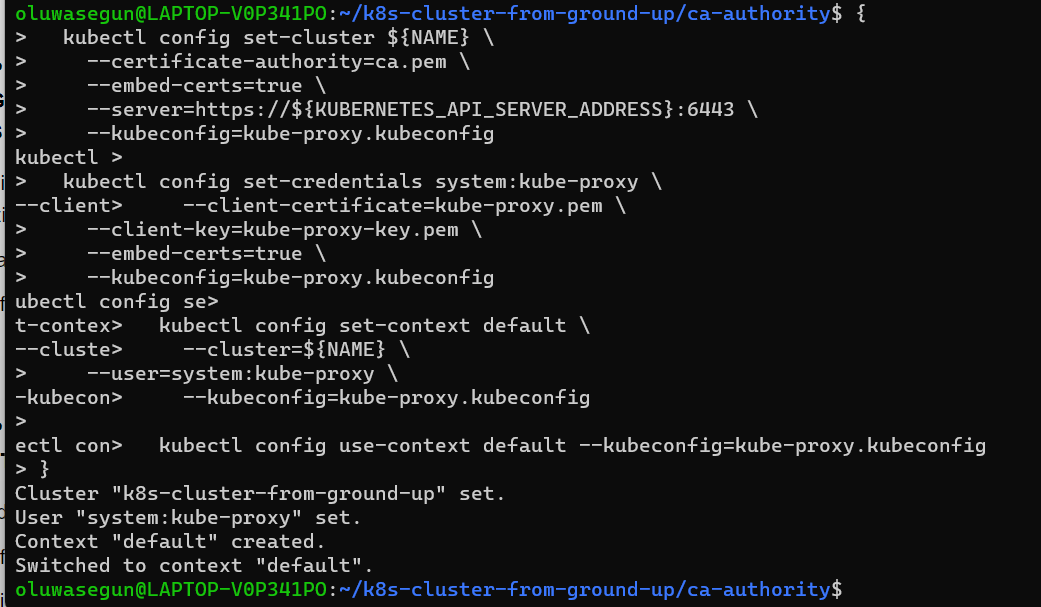 oluwasegun@LAPTOP-V0P341PO:~/k8s-cluster-from-ground-up/ca-authority$ {
>   kubectl config set-cluster ${NAME} \
>     --certificate-authority=ca.pem \
>     --embed-certs=true \
>     --server=https://${KUBERNETES_API_SERVER_ADDRESS}:6443 \
>     --kubeconfig=kube-proxy.kubeconfig
kubectl >
>   kubectl config set-credentials system:kube-proxy \
--client>     --client-certificate=kube-proxy.pem \
>     --client-key=kube-proxy-key.pem \
>     --embed-certs=true \
>     --kubeconfig=kube-proxy.kubeconfig
ubectl config se>
t-contex>   kubectl config set-context default \
--cluste>     --cluster=${NAME} \
>     --user=system:kube-proxy \
-kubecon>     --kubeconfig=kube-proxy.kubeconfig
>
ectl con>   kubectl config use-context default --kubeconfig=kube-proxy.kubeconfig
> }
Cluster "k8s-cluster-from-ground-up" set.
User "system:kube-proxy" set.
Context "default" created.
Switched to context "default".
oluwasegun@LAPTOP-V0P341PO:~/k8s-cluster-from-ground-up/ca-authority$